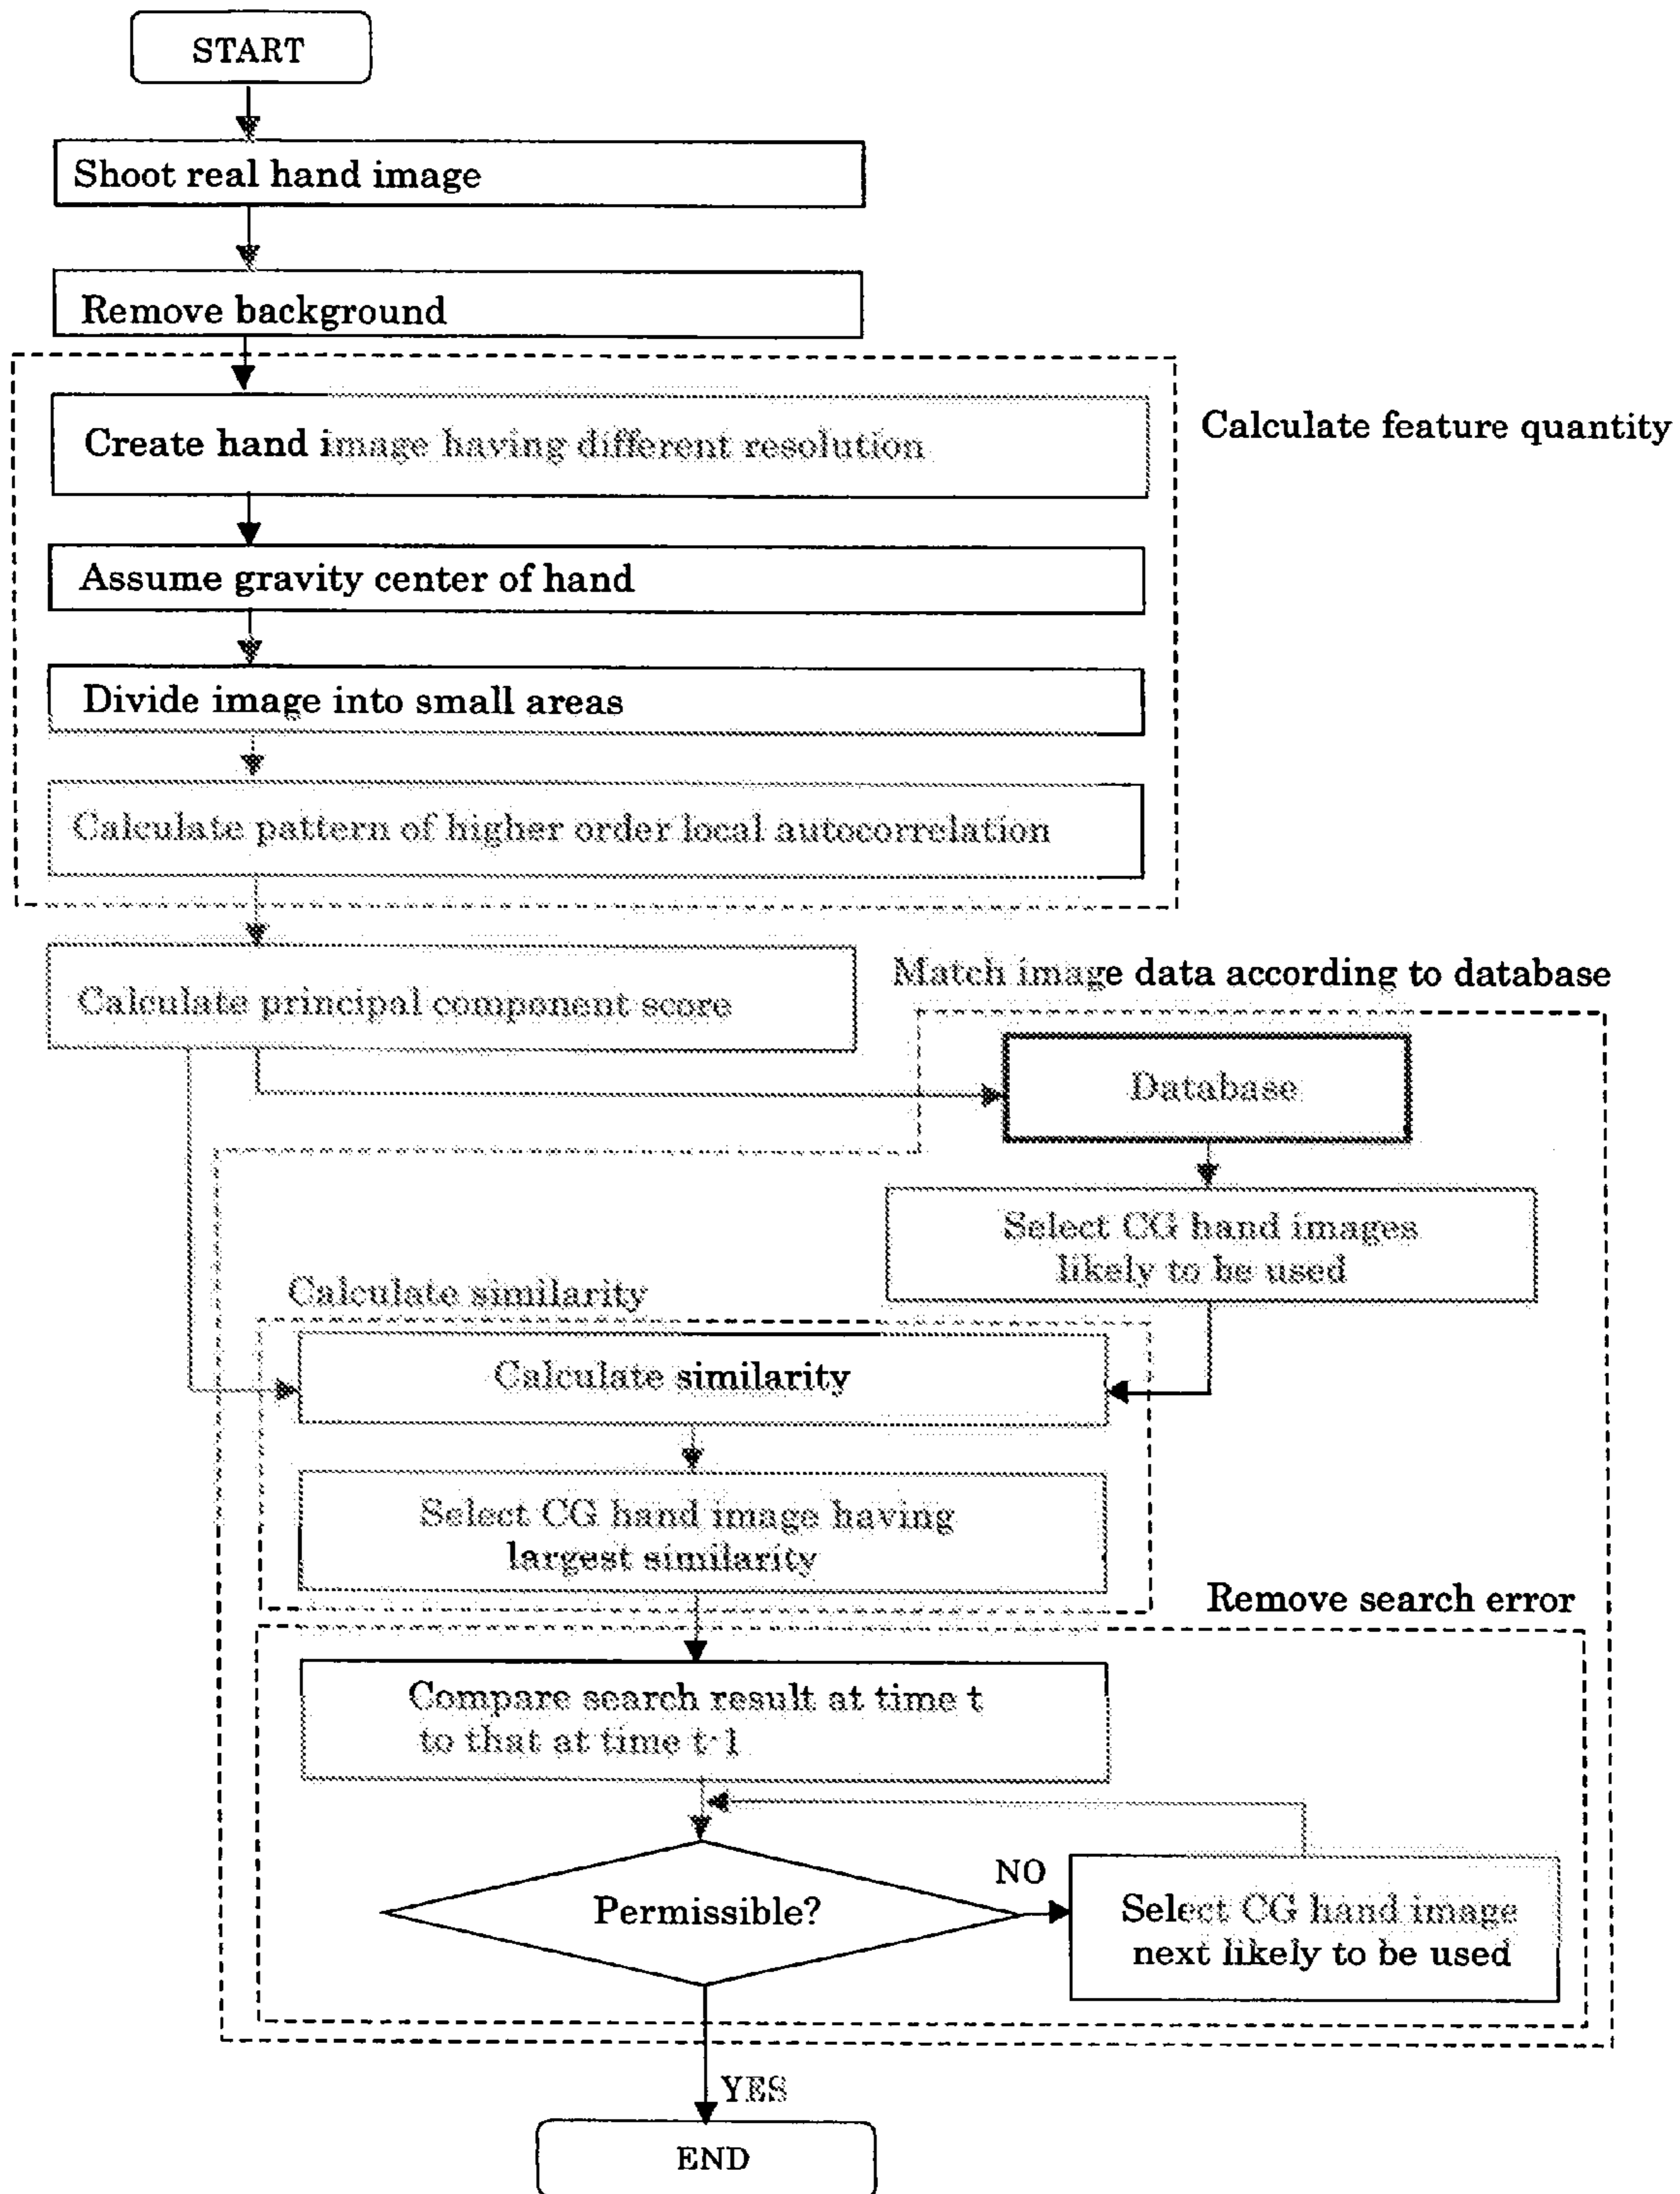 START
Shoot real hand image
Remove background
Create hand image having different resolution
Calculate feature quantity
Assume gravity center of hand
Divide image into small areas
Calculate pattern of higher order local autocorrelation
Calculate principal component score
Match image data according to database
Database
Select CG hand images
likely to be used
Calculate similarity
Calculate similarity
Select CG hand image having
largest similarity
Remove search error
Compare search result at time t
to that at time t-1
Permissible?
NO
Select CG hand image
next likely to be used
YES
END